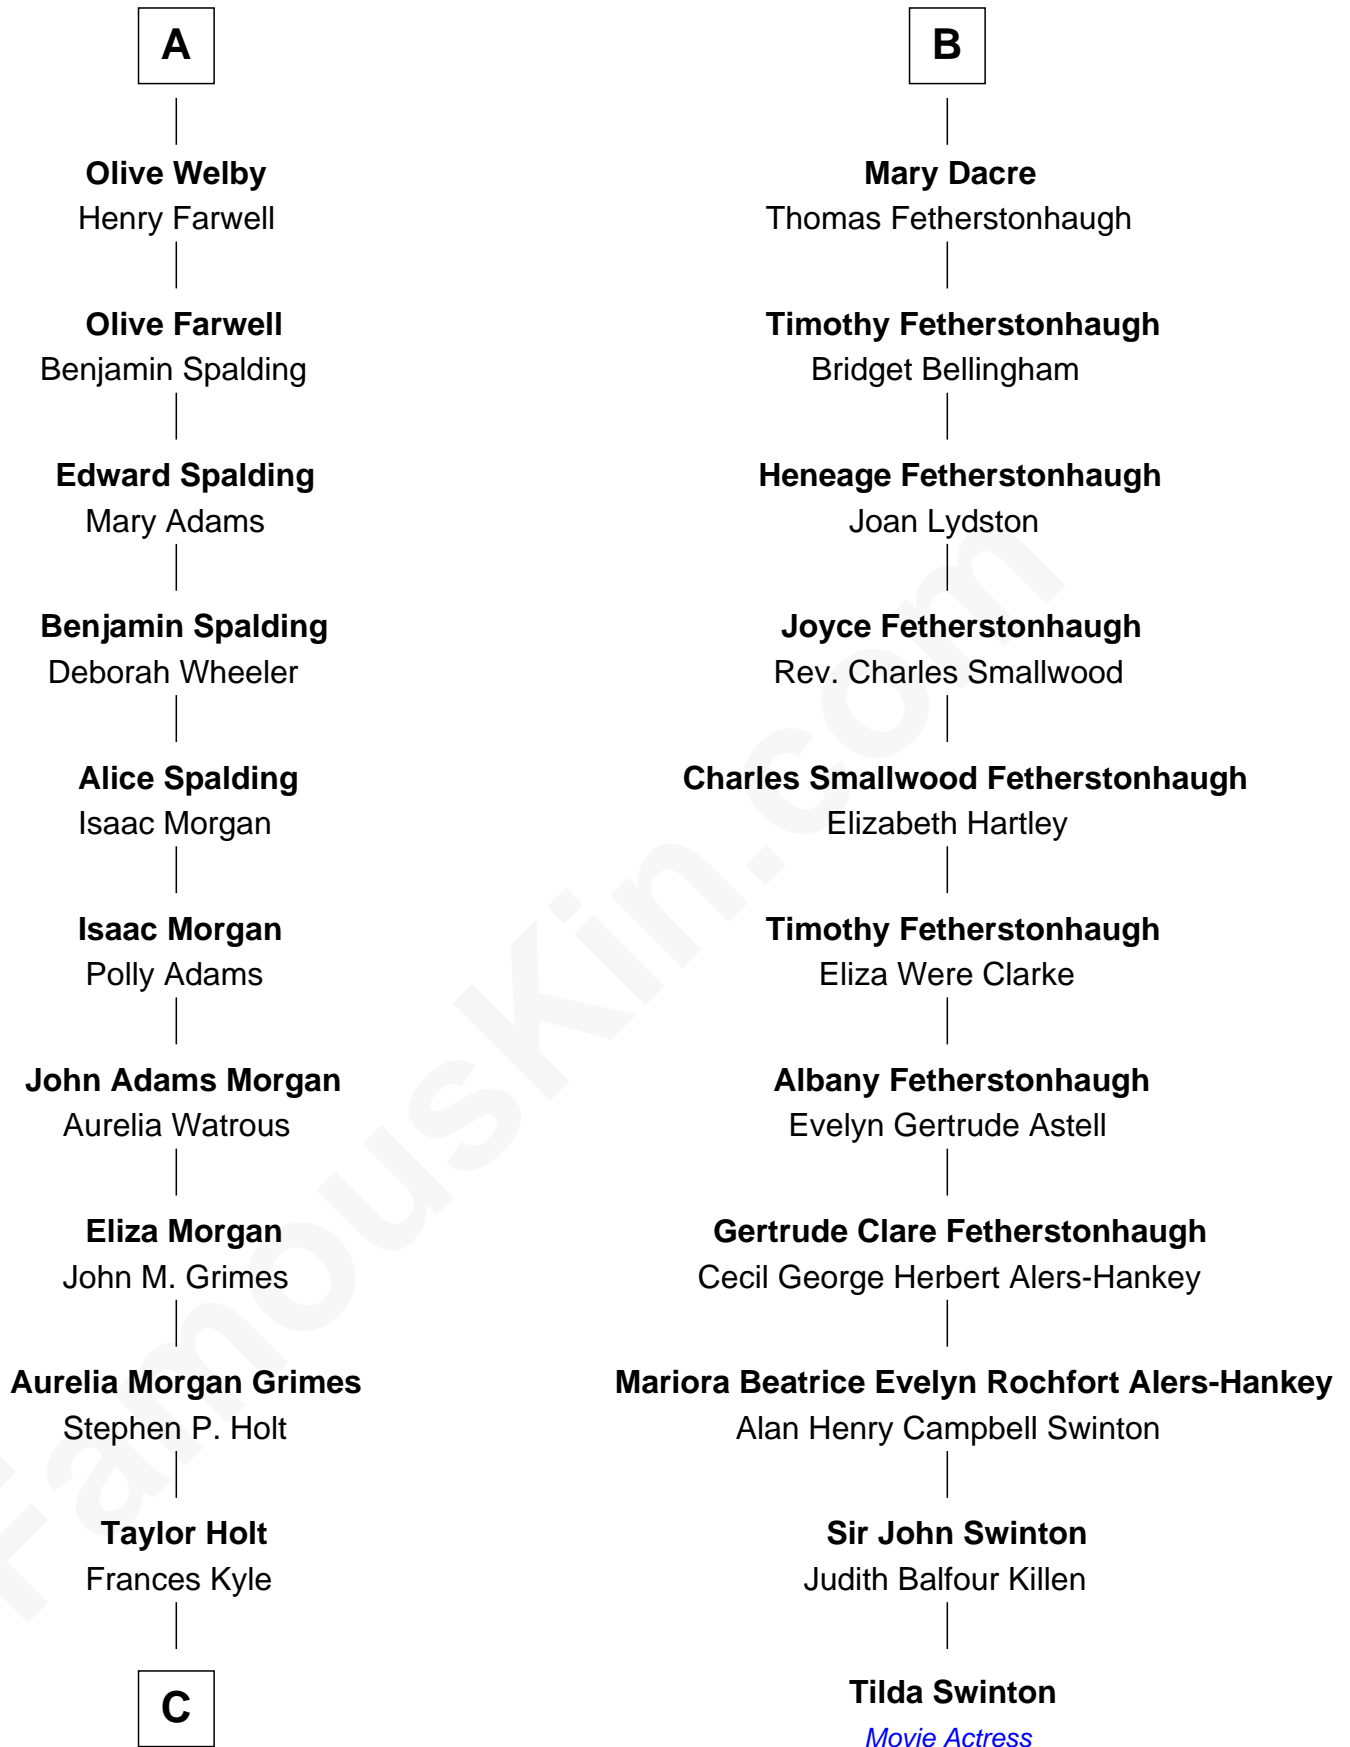 A
Olive Welby
Henry Farwell
Olive Farwell
Benjamin Spalding
Edward Spalding
Mary Adams
Benjamin Spalding
Deborah Wheeler
Alice Spalding
Isaac Morgan
Isaac Morgan
Polly Adams
John Adams Morgan
Aurelia Watrous
Eliza Morgan
John M. Grimes
Aurelia Morgan Grimes
Stephen P. Holt
Taylor Holt
Frances Kyle
C
B
Mary Dacre
Thomas Fetherstonhaugh
Timothy Fetherstonhaugh
Bridget Bellingham
Heneage Fetherstonhaugh
Joan Lydston
Joyce Fetherstonhaugh
Rev. Charles Smallwood
Charles Smallwood Fetherstonhaugh
Elizabeth Hartley
Timothy Fetherstonhaugh
Eliza Were Clarke
Albany Fetherstonhaugh
Evelyn Gertrude Astell
Gertrude Clare Fetherstonhaugh
Cecil George Herbert Alers-Hankey
Mariora Beatrice Evelyn Rochfort Alers-Hankey
Alan Henry Campbell Swinton
Sir John Swinton
Judith Balfour Killen
Tilda Swinton
Movie Actress
FamousKin.com